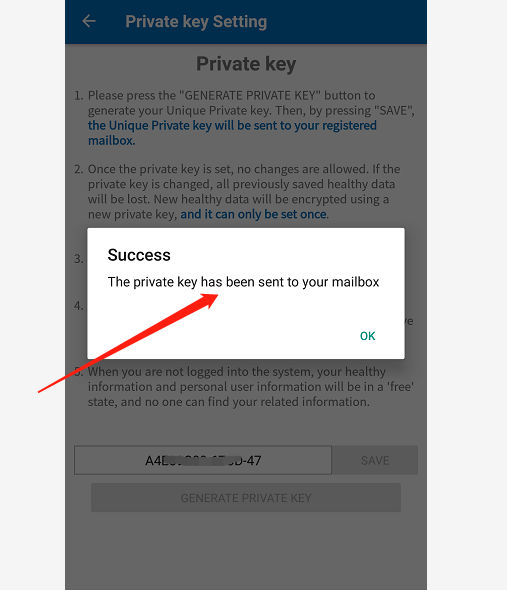 Private key Setting
Private key
1. Please press the "GENERATE PRIVATE KEY" button to
generate your Unique Private key. Then, by pressing "SAVE",
the Unique Private key will be sent to your registered
mailbox.
2. Once the private key is set, no changes are allowed. If the
private key is changed, all previously saved healthy data
will be lost. New healthy data will be encrypted using a
new private key, and it can only be set once.
3.
Success
The private key has been sent to your mailbox
4.
OK
5. When you are not logged into the system, your healthy
information and personal user information will be in a 'free'
state, and no one can find your related information.
SAVE
GENERATE PRIVATE KEY